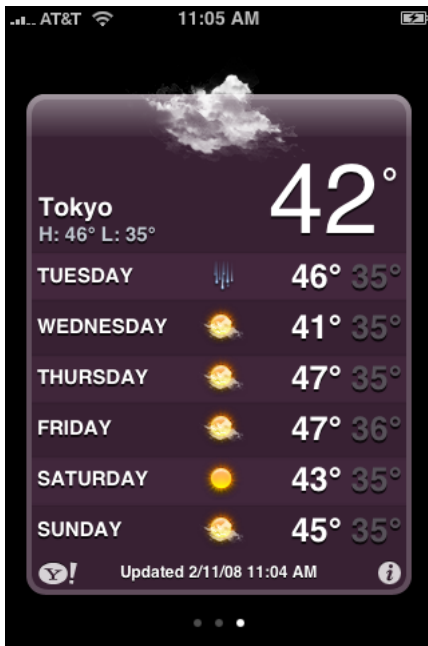 AT&T 11:05 AM
42°
Tokyo
H: 46° L: 35°
TUESDAY 46° 35°
WEDNESDAY 41° 35°
THURSDAY 47° 35°
FRIDAY 47° 36°
SATURDAY 43° 35°
SUNDAY 45° 35°
Y! Updated 2/11/08 11:04 AM i